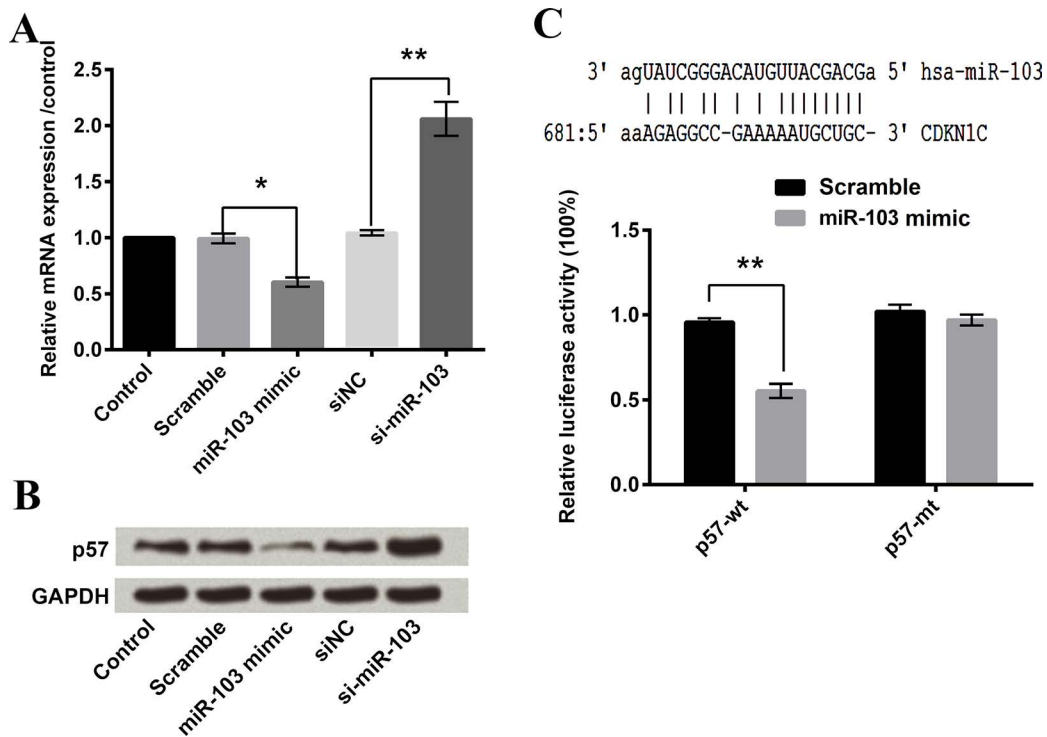 A
Relative mRNA expression /control
2.5
2.0
1.5
1.0
0.5
0.0
*
**
Control
Scramble
miR-103 mimic
siNC
si-miR-103
B
p57
GAPDH
Control
Scramble
miR-103 mimic
siNC
si-miR-103
C
3' agUAUCGGGACAUGUUACGACGa 5' hsa-miR-103
681:5' aaAGAGGCC-GAAAAAUGCUGC- 3' CDKN1C
Scramble
miR-103 mimic
Relative luciferase activity (100%)
1.5
1.0
0.5
0.0
**
p57-wt
p57-mt